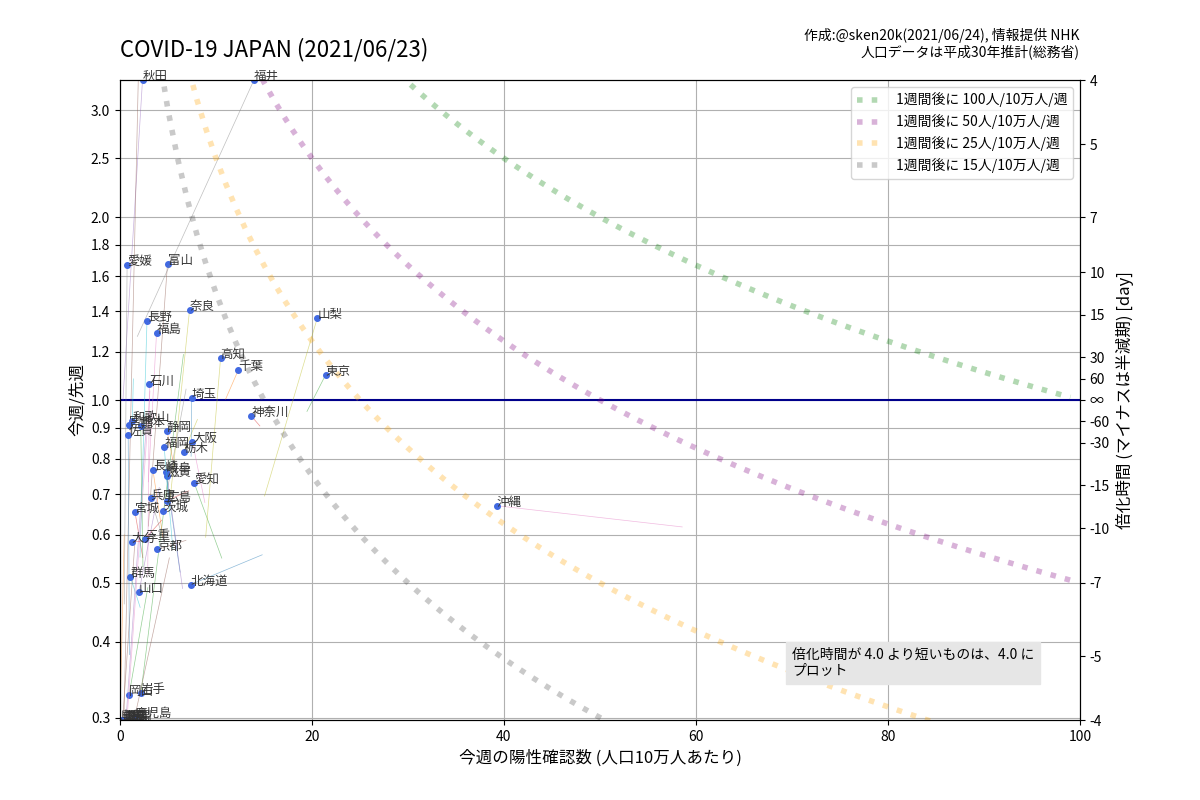 COVID-19 JAPAN (2021/06/23)
作成:@sken20k(2021/06/24), 情報提供 NHK
人口データは平成30年推計(総務省)
1週間後に 100人/10万人/週
1週間後に 50人/10万人/週
1週間後に 25人/10万人/週
1週間後に 15人/10万人/週
今週/先週
3.0
2.5
2.0
1.8
1.6
1.4
1.2
1.0
0.9
0.8
0.7
0.6
0.5
0.4
0.3
秋田
福井
愛媛
富山
奈良
長野
山梨
福島
高知
千葉
東京
石川
埼玉
神奈川
和歌山
静岡
佐賀
福岡
大阪
栃木
長崎
滋賀
愛知
兵庫
広島
宮城
茨城
沖縄
三重
京都
群馬
北海道
山口
岡山
岩手
鹿児島
倍化時間が 4.0 より短いものは、4.0 に
プロット
4
5
7
10
15
30
60
∞
-60
-30
-15
-10
-7
-5
-4
倍化時間 (マイナスは半減期) [day]
0
20
40
60
80
100
今週の陽性確認数 (人口10万人あたり)